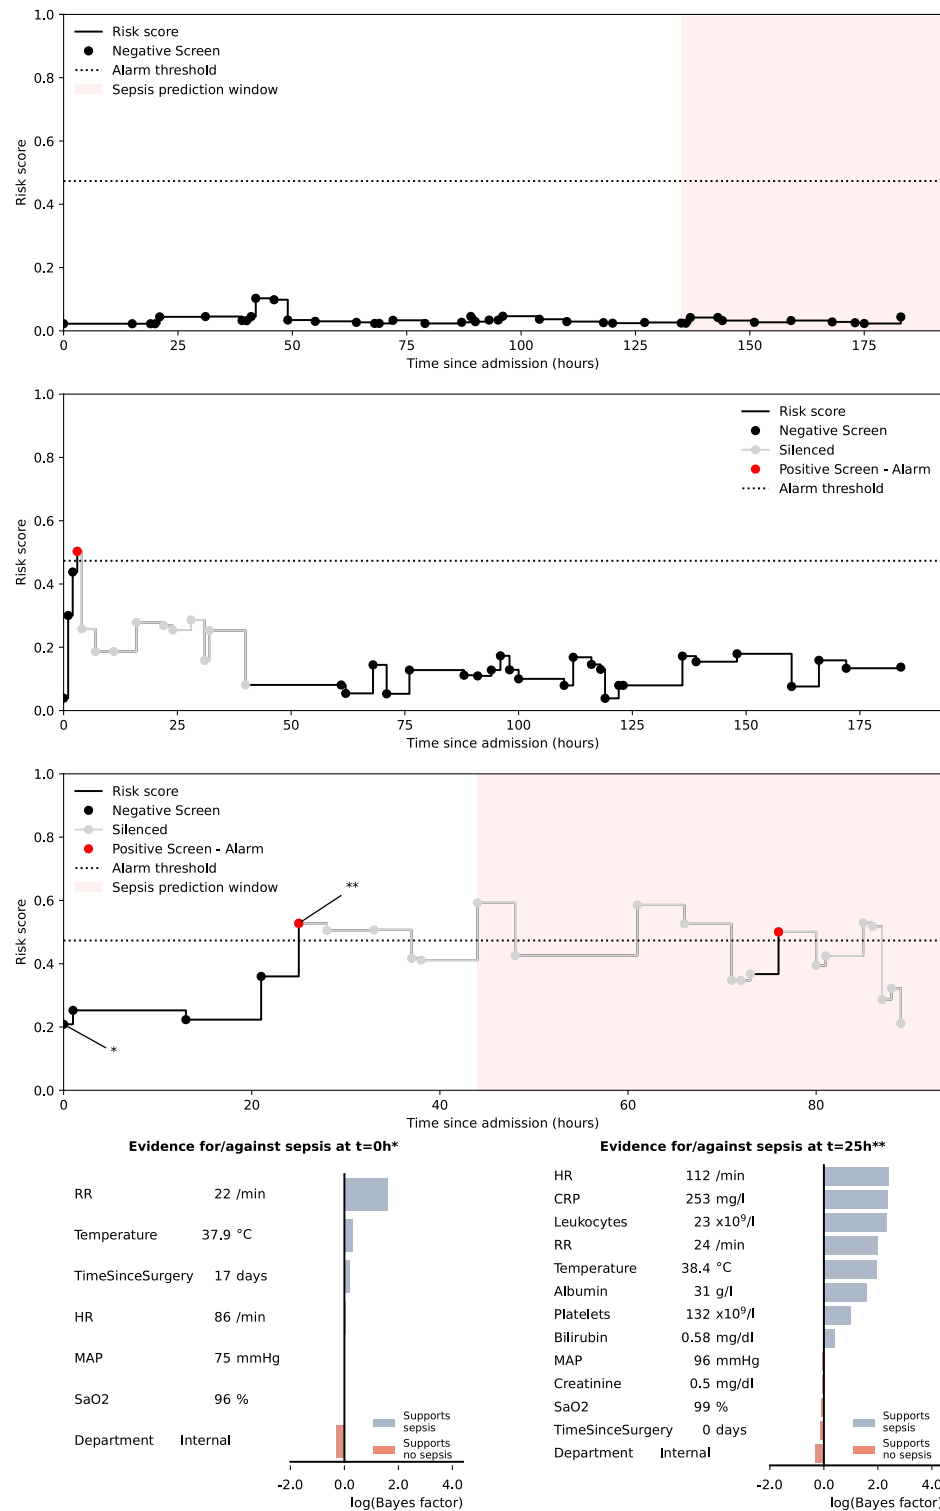 1.0
Risk score
Negative Screen
Alarm threshold
Sepsis prediction window
0.8
0.6
0.4
0.2
0.0
Risk score
0 25 50 75 100 125 150 175
Time since admission (hours)
1.0
Risk score
Negative Screen
Silenced
Positive Screen - Alarm
Alarm threshold
0.8
0.6
0.4
0.2
0.0
Risk score
0 25 50 75 100 125 150 175
Time since admission (hours)
1.0
Risk score
Negative Screen
Silenced
Positive Screen - Alarm
Alarm threshold
Sepsis prediction window
0.8
0.6
0.4
0.2
0.0
Risk score
**
*
0 20 40 60 80
Time since admission (hours)
Evidence for/against sepsis at t=0h*
RR 22 /min
Temperature 37.9 °C
TimeSinceSurgery 17 days
HR 86 /min
MAP 75 mmHg
SaO2 96 %
Department Internal
Supports sepsis
Supports no sepsis
-2.0 0.0 2.0 4.0
log(Bayes factor)
Evidence for/against sepsis at t=25h**
HR 112 /min
CRP 253 mg/l
Leukocytes 23 x10⁹/l
RR 24 /min
Temperature 38.4 °C
Albumin 31 g/l
Platelets 132 x10⁹/l
Bilirubin 0.58 mg/dl
MAP 96 mmHg
Creatinine 0.5 mg/dl
SaO2 99 %
TimeSinceSurgery 0 days
Department Internal
Supports sepsis
Supports no sepsis
-2.0 0.0 2.0 4.0
log(Bayes factor)